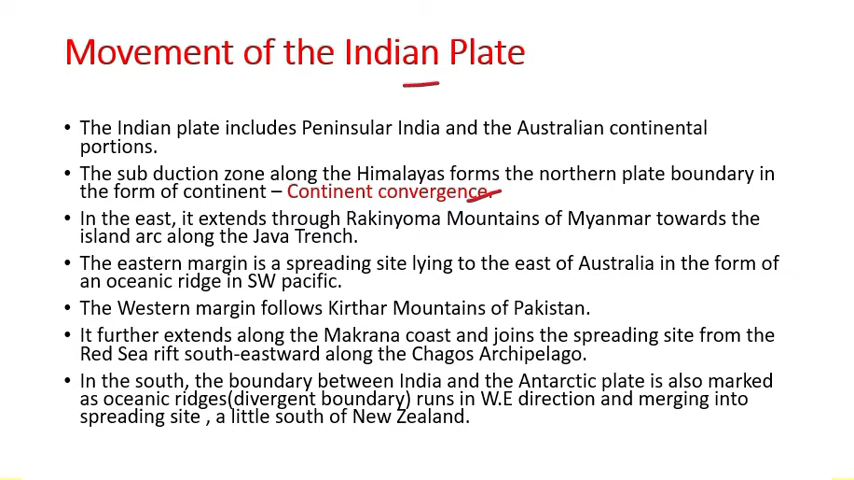 Movement of the Indian Plate
• The Indian plate includes Peninsular India and the Australian continental
portions.
• The sub duction zone along the Himalayas forms the northern plate boundary in
the form of continent – Continent convergence.
• In the east, it extends through Rakinyoma Mountains of Myanmar towards the
island arc along the Java Trench.
• The eastern margin is a spreading site lying to the east of Australia in the form of
an oceanic ridge in SW pacific.
• The Western margin follows Kirthar Mountains of Pakistan.
• It further extends along the Makrana coast and joins the spreading site from the
Red Sea rift south-eastward along the Chagos Archipelago.
• In the south, the boundary between India and the Antarctic plate is also marked
as oceanic ridges(divergent boundary) runs in W.E direction and merging into
spreading site , a little south of New Zealand.